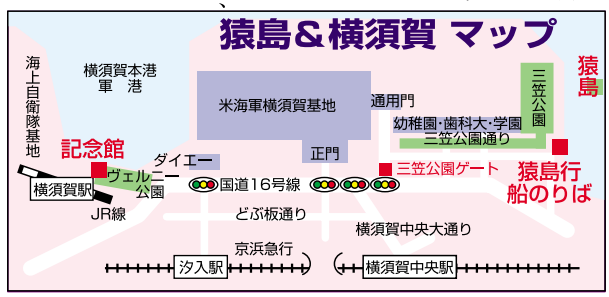 、
猿島&横須賀 マップ
海上自衛隊基地
横須賀本港
軍 港
米海軍横須賀基地
通用門
三笠公園
猿島
幼稚園・歯科大・学園
三笠公園通り
記念館
ダイエー
正門
三笠公園ゲート
猿島行
船のりば
ヴェルニー
公園
横須賀駅
国道16号線
JR線
どぶ板通り
横須賀中央大通り
京浜急行
汐入駅
横須賀中央駅